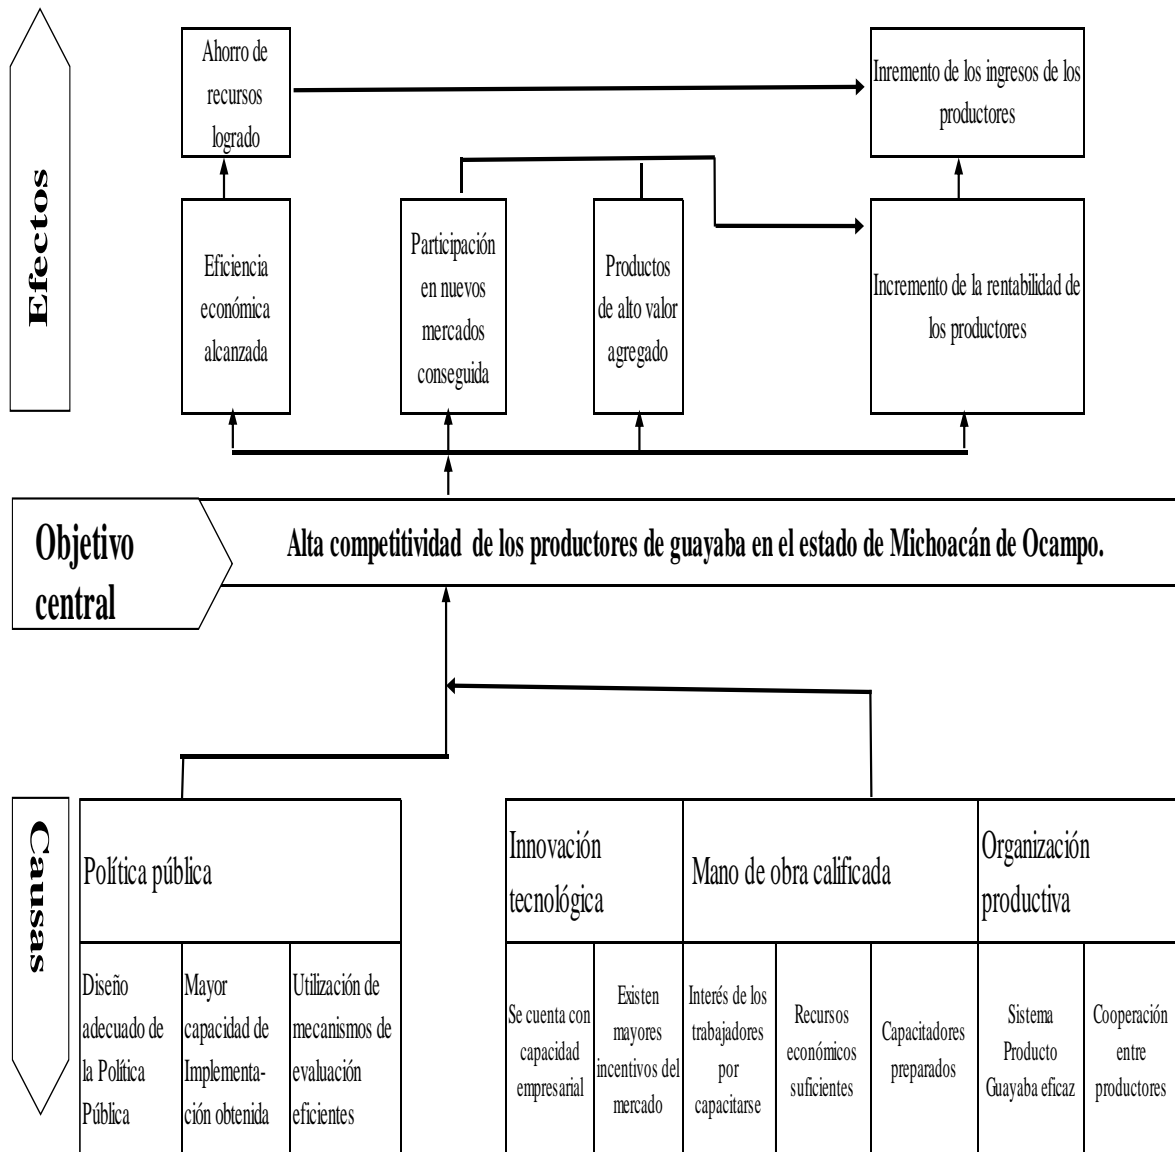 Efectos
Ahorro de
recursos
logrado
Inremento de los ingresos de los
productores
Eficiencia
económica
alcanzada
Participación
en nuevos
mercados
conseguida
Productos
de alto valor
agregado
Incremento de la rentabilidad de
los productores
Objetivo
central
Alta competitividad de los productores de guayaba en el estado de Michoacán de Ocampo.
Causas
Política pública
Innovación
tecnológica
Mano de obra calificada
Organización
productiva
Diseño
adecuado de
la Política
Pública
Mayor
capacidad de
Implementa-
ción obtenida
Utilización de
mecanismos de
evaluación
eficientes
Se cuenta con
capacidad
empresarial
Existen
mayores
incentivos del
mercado
Interés de los
trabajadores
por
capacitarse
Recursos
económicos
suficientes
Capacitadores
preparados
Sistema
Producto
Guayaba eficaz
Cooperación
entre
productores